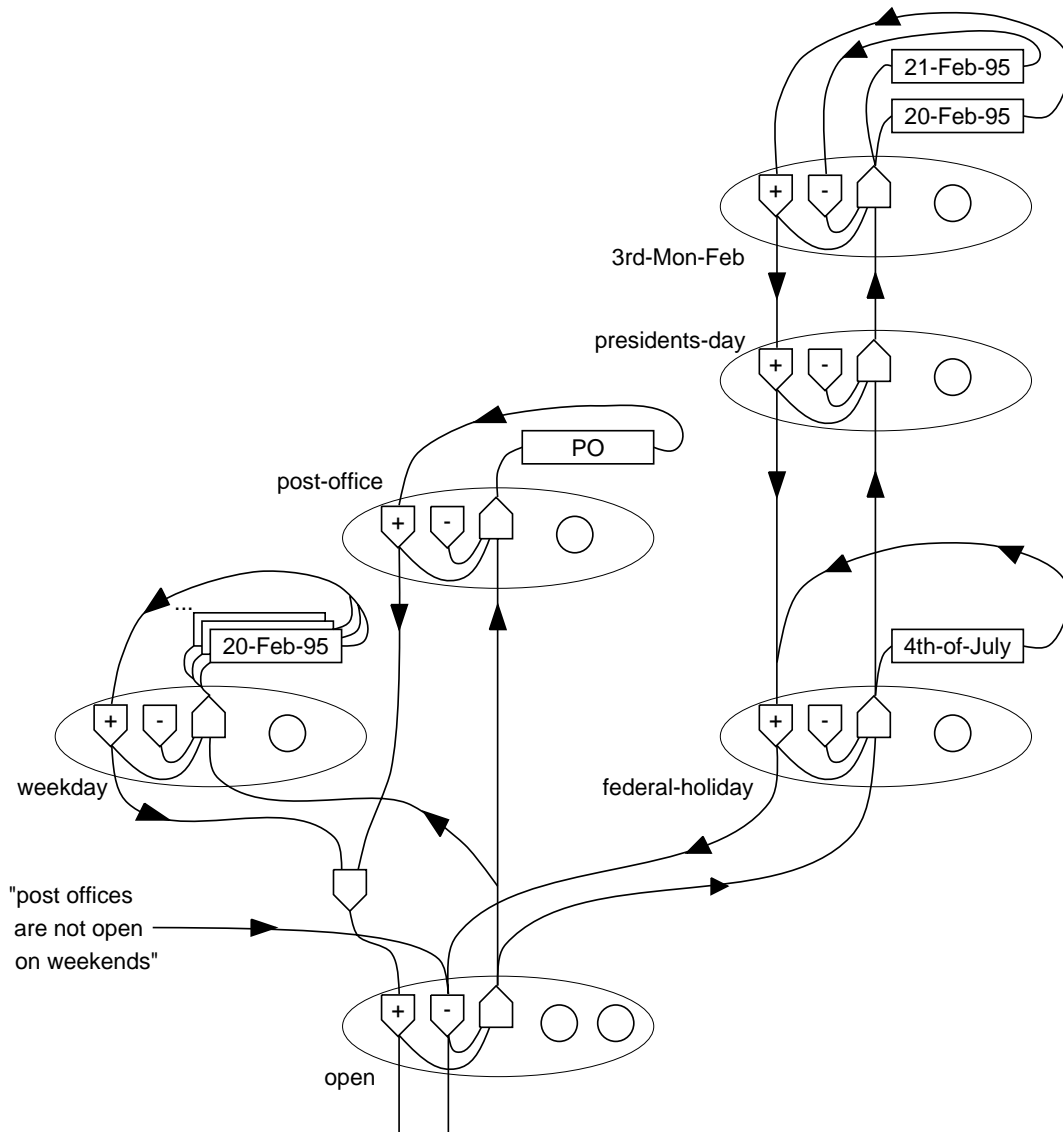 21-Feb-95
20-Feb-95
+
-
3rd-Mon-Feb
presidents-day
+
-
PO
post-office
+
-
...
20-Feb-95
4th-of-July
+
-
+
-
weekday
federal-holiday
"post offices
are not open
on weekends"
+
-
open